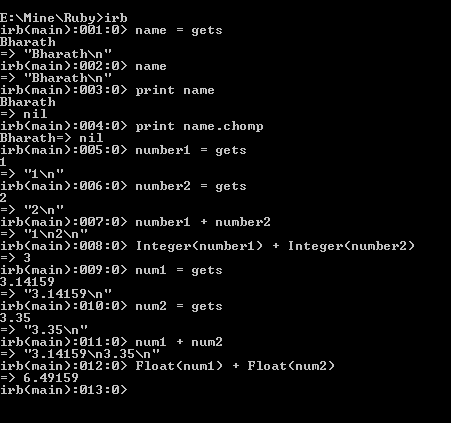 E:\Mine\Ruby>irb
irb(main):001:0> name = gets
Bharath
=> "Bharath\n"
irb(main):002:0> name
=> "Bharath\n"
irb(main):003:0> print name
Bharath
=> nil
irb(main):004:0> print name.chomp
Bharath=> nil
irb(main):005:0> number1 = gets
1
=> "1\n"
irb(main):006:0> number2 = gets
2
=> "2\n"
irb(main):007:0> number1 + number2
=> "1\n2\n"
irb(main):008:0> Integer(number1) + Integer(number2)
=> 3
irb(main):009:0> num1 = gets
3.14159
=> "3.14159\n"
irb(main):010:0> num2 = gets
3.35
=> "3.35\n"
irb(main):011:0> num1 + num2
=> "3.14159\n3.35\n"
irb(main):012:0> Float(num1) + Float(num2)
=> 6.49159
irb(main):013:0>